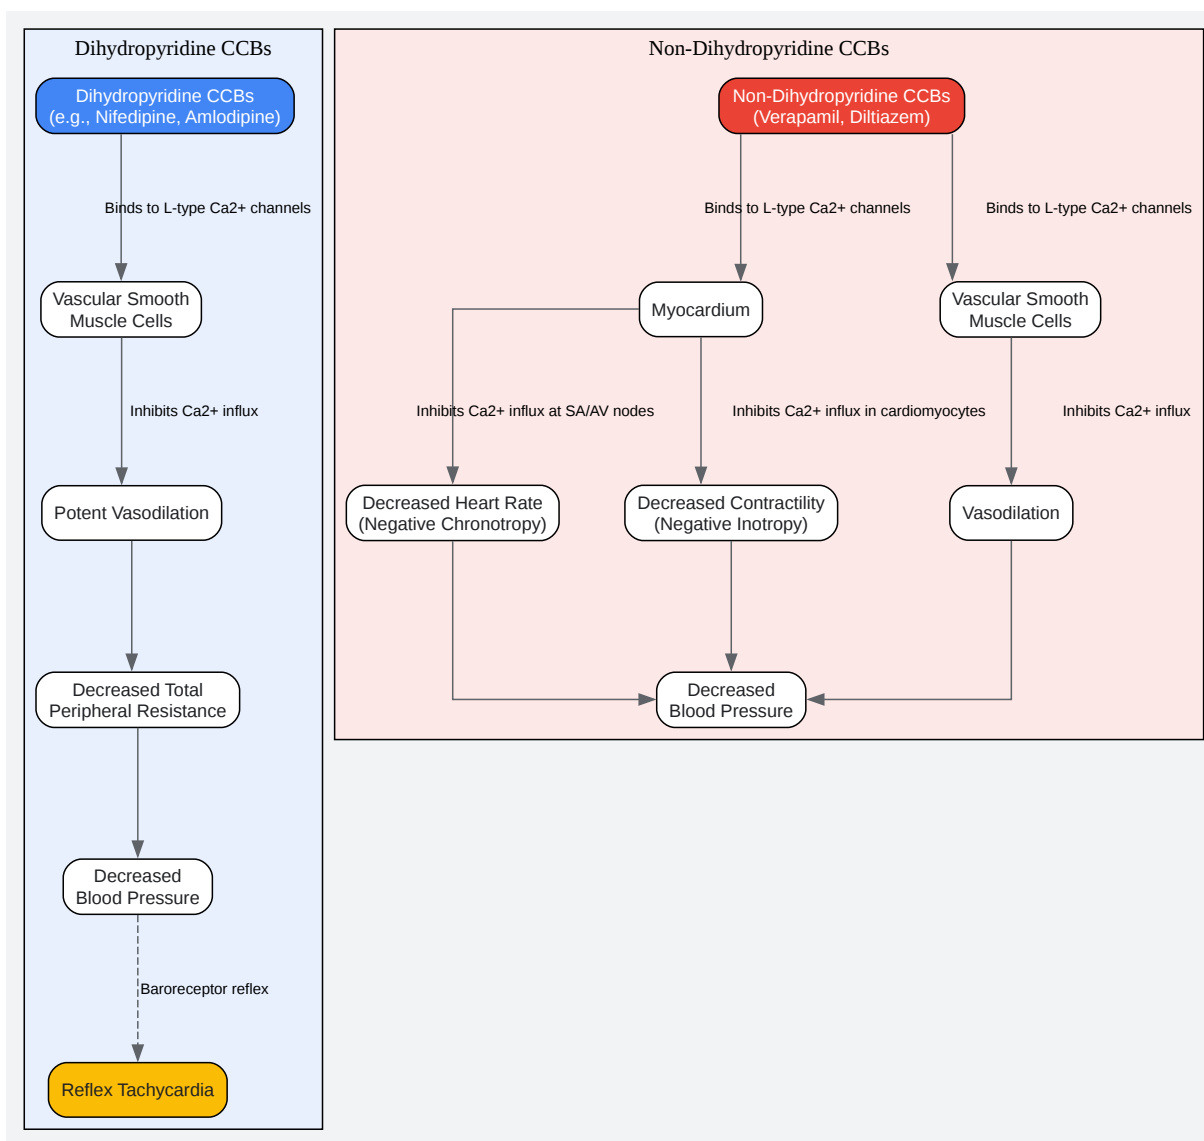 Dihydropyridine CCBs
Dihydropyridine CCBs
(e.g., Nifedipine, Amlodipine)
Binds to L-type Ca2+ channels
Vascular Smooth
Muscle Cells
Inhibits Ca2+ influx
Potent Vasodilation
Decreased Total
Peripheral Resistance
Decreased
Blood Pressure
Baroreceptor reflex
Reflex Tachycardia
Non-Dihydropyridine CCBs
Non-Dihydropyridine CCBs
(Verapamil, Diltiazem)
Binds to L-type Ca2+ channels
Binds to L-type Ca2+ channels
Myocardium
Vascular Smooth
Muscle Cells
Inhibits Ca2+ influx at SA/AV nodes
Inhibits Ca2+ influx in cardiomyocytes
Inhibits Ca2+ influx
Decreased Heart Rate
(Negative Chronotropy)
Decreased Contractility
(Negative Inotropy)
Vasodilation
Decreased
Blood Pressure